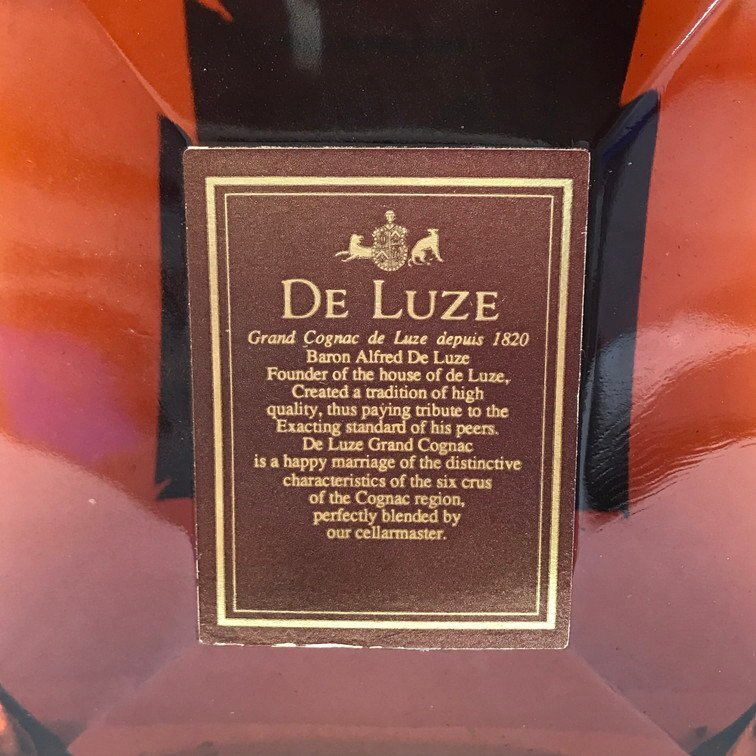 DE LUZE
Grand Cognac de Luze depuis 1820
Baron Alfred De Luze
Founder of the house of de Luze,
Created a tradition of high
quality, thus paying tribute to the
Exacting standard of his peers.
De Luze Grand Cognac
is a happy marriage of the distinctive
characteristics of the six crus
of the Cognac region,
perfectly blended by
our cellarmaster.